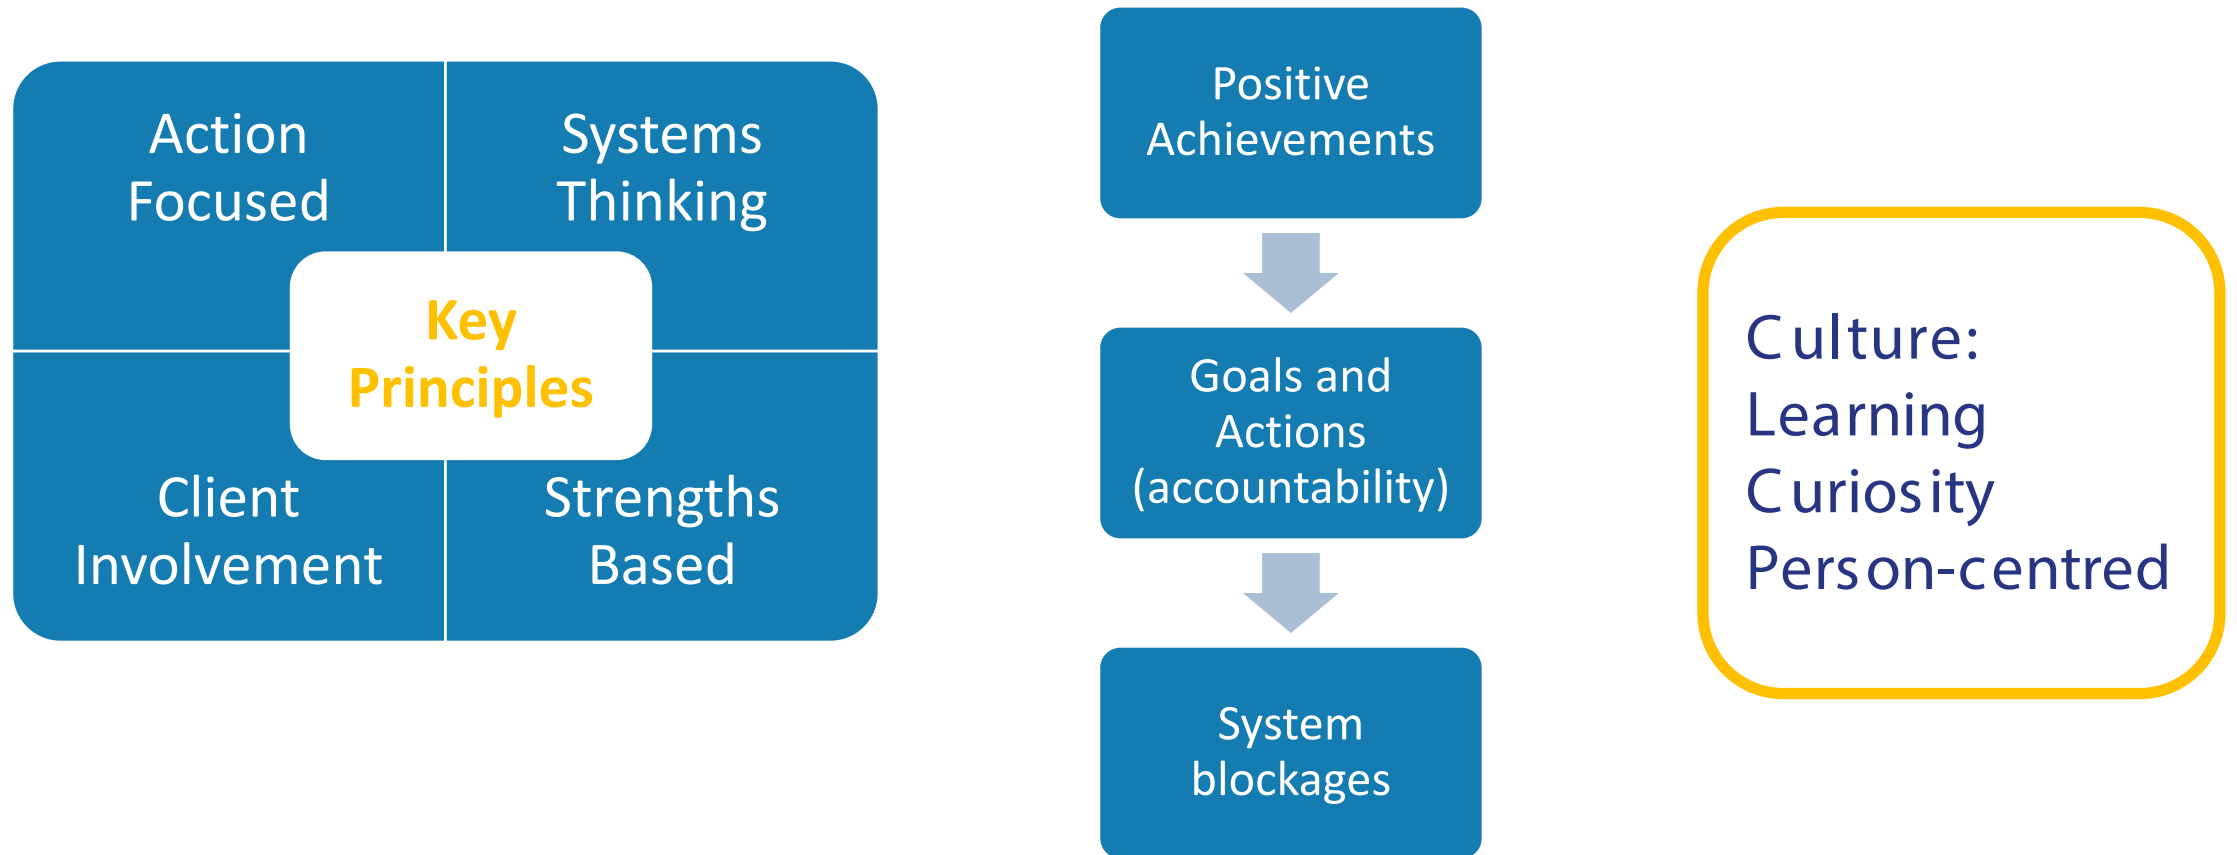 Action
Focused
Systems
Thinking
Key
Principles
Client
Involvement
Strengths
Based
Positive
Achievements
Goals and
Actions
(accountability)
System
blockages
Culture:
Learning
Curiosity
Person-centred